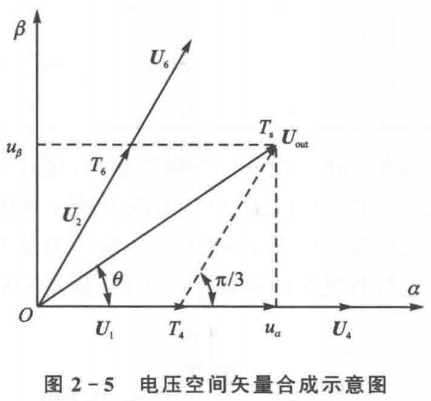 β
U₆
uβ
Tₛ
U_out
T₆
U₂
θ
π/3
α
O
U₁
T₄
uα
U₄
图 2-5 电压空间矢量合成示意图